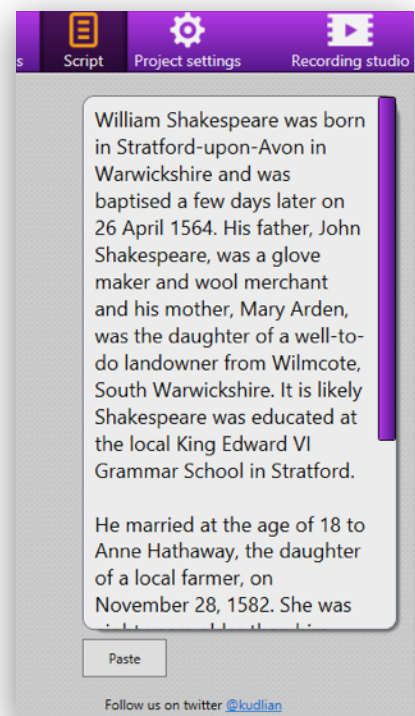 s
Script
Project settings
Recording studio
William Shakespeare was born
in Stratford-upon-Avon in
Warwickshire and was
baptised a few days later on
26 April 1564. His father, John
Shakespeare, was a glove
maker and wool merchant
and his mother, Mary Arden,
was the daughter of a well-to-
do landowner from Wilmcote,
South Warwickshire. It is likely
Shakespeare was educated at
the local King Edward VI
Grammar School in Stratford.
He married at the age of 18 to
Anne Hathaway, the daughter
of a local farmer, on
November 28, 1582. She was
Paste
Follow us on twitter @kudlian